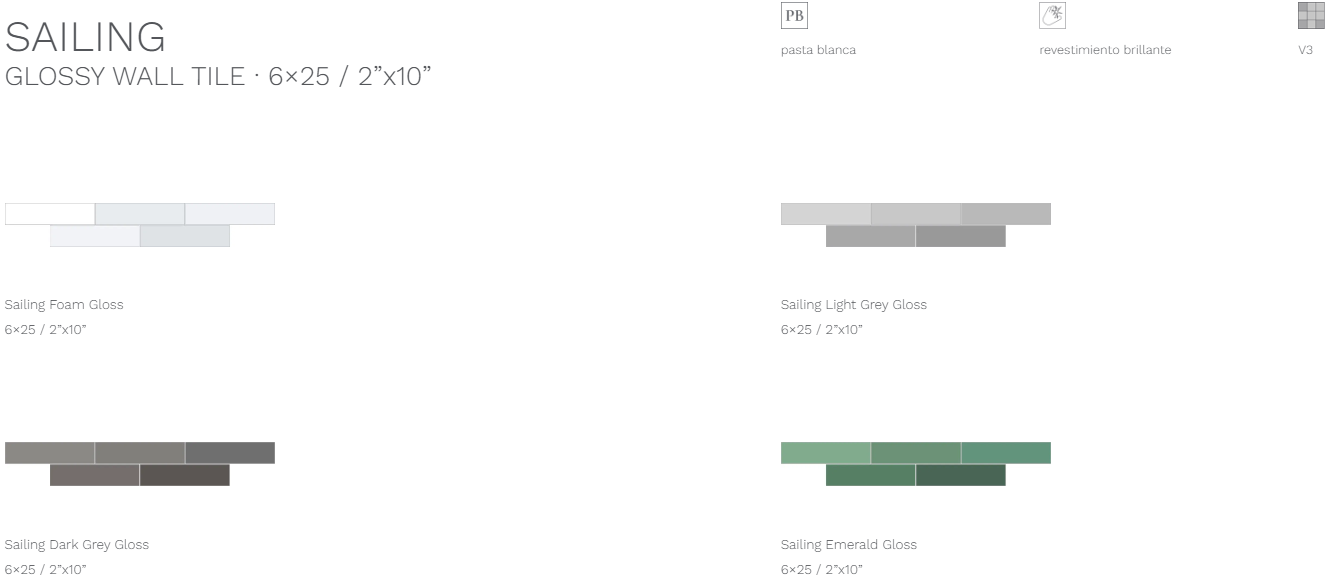 SAILING
GLOSSY WALL TILE · 6×25 / 2”x10”
PB
pasta blanca
revestimiento brillante
V3
Sailing Foam Gloss
6×25 / 2”x10”
Sailing Light Grey Gloss
6×25 / 2”x10”
Sailing Dark Grey Gloss
6×25 / 2”x10”
Sailing Emerald Gloss
6×25 / 2”x10”